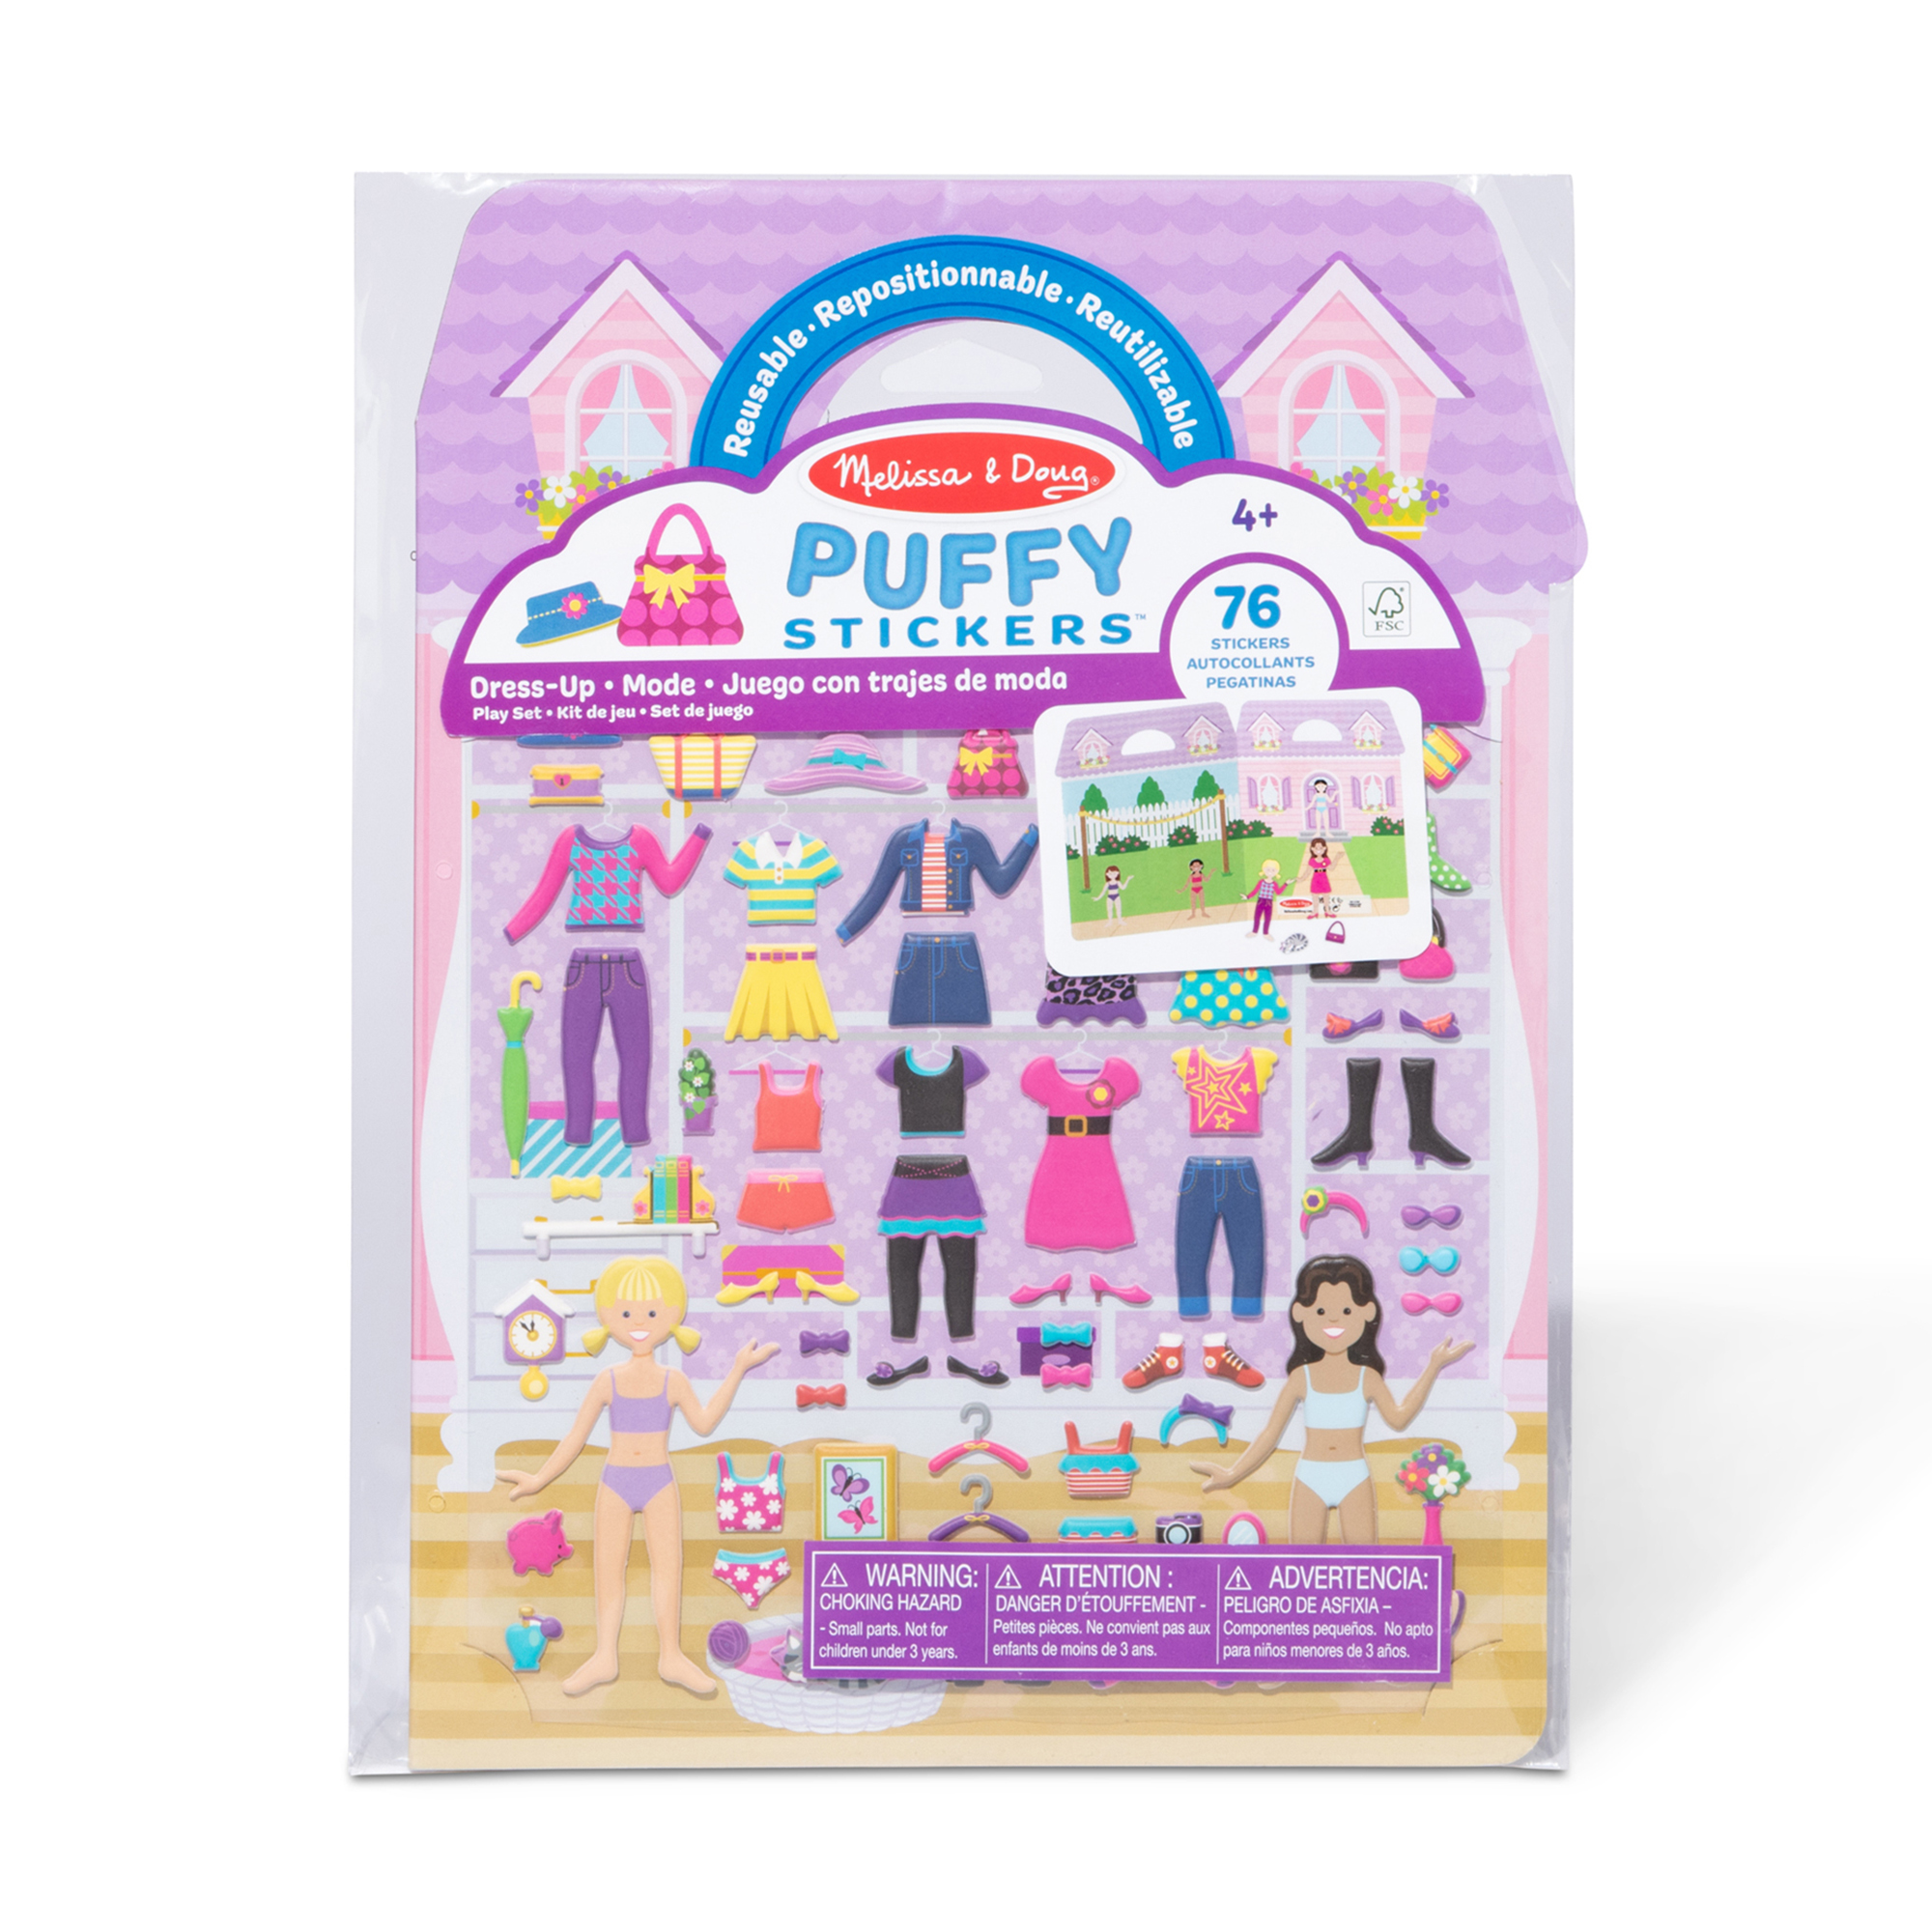 Reusable • Repositionnable • Reutilizable
Melissa & Doug®
PUFFY
STICKERS™
4+
76
STICKERS
AUTOCOLLANTS
PEGATINAS
FSC
Dress-Up • Mode • Juego con trajes de moda
Play Set • Kit de jeu • Set de juego
WARNING:
CHOKING HAZARD
- Small parts. Not for
children under 3 years.
ATTENTION :
DANGER D'ÉTOUFFEMENT -
Petites pièces. Ne convient pas aux
enfants de moins de 3 ans.
ADVERTENCIA:
PELIGRO DE ASFIXIA –
Componentes pequeños. No apto
para niños menores de 3 años.